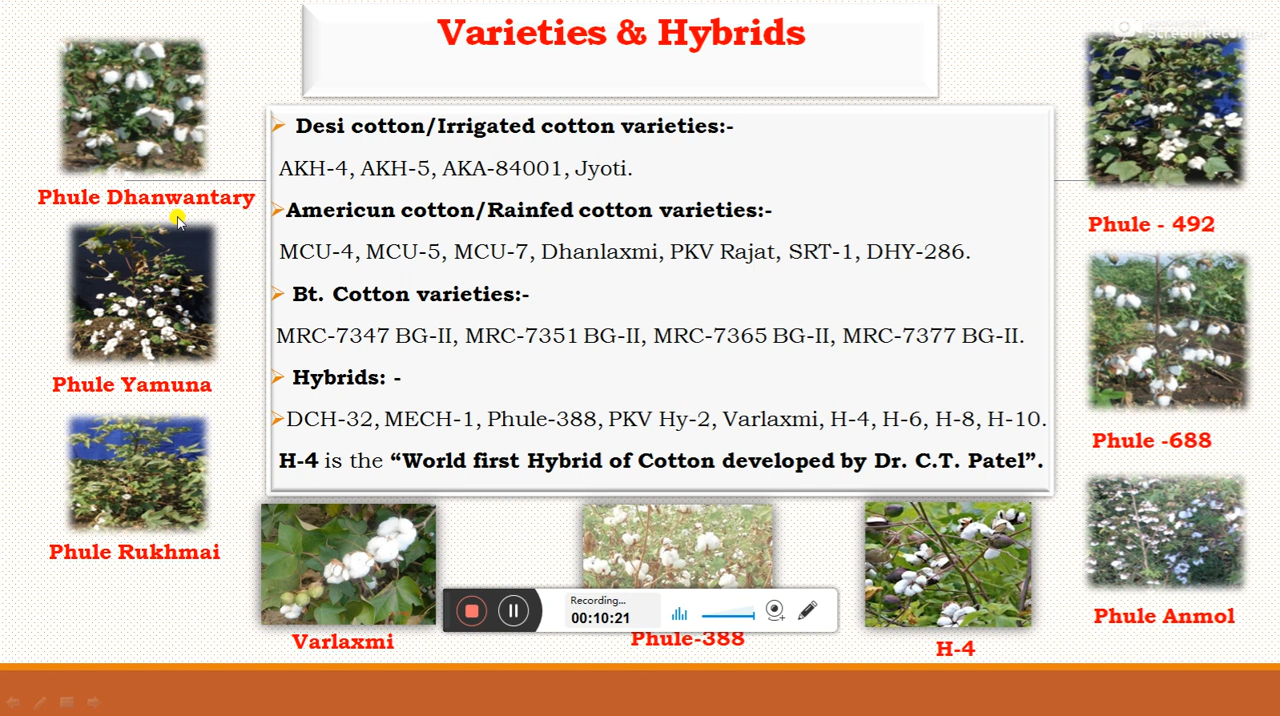 Varieties & Hybrids
Screen Recorder
Desi cotton/Irrigated cotton varieties:-
AKH-4, AKH-5, AKA-84001, Jyoti.
Americun cotton/Rainfed cotton varieties:-
MCU-4, MCU-5, MCU-7, Dhanlaxmi, PKV Rajat, SRT-1, DHY-286.
Bt. Cotton varieties:-
MRC-7347 BG-II, MRC-7351 BG-II, MRC-7365 BG-II, MRC-7377 BG-II.
Hybrids: -
DCH-32, MECH-1, Phule-388, PKV Hy-2, Varlaxmi, H-4, H-6, H-8, H-10.
H-4 is the “World first Hybrid of Cotton developed by Dr. C.T. Patel”.
Phule Dhanwantary
Phule Yamuna
Phule Rukhmai
Phule - 492
Phule -688
Phule Anmol
Varlaxmi
Phule-388
H-4
Recording...
00:10:21